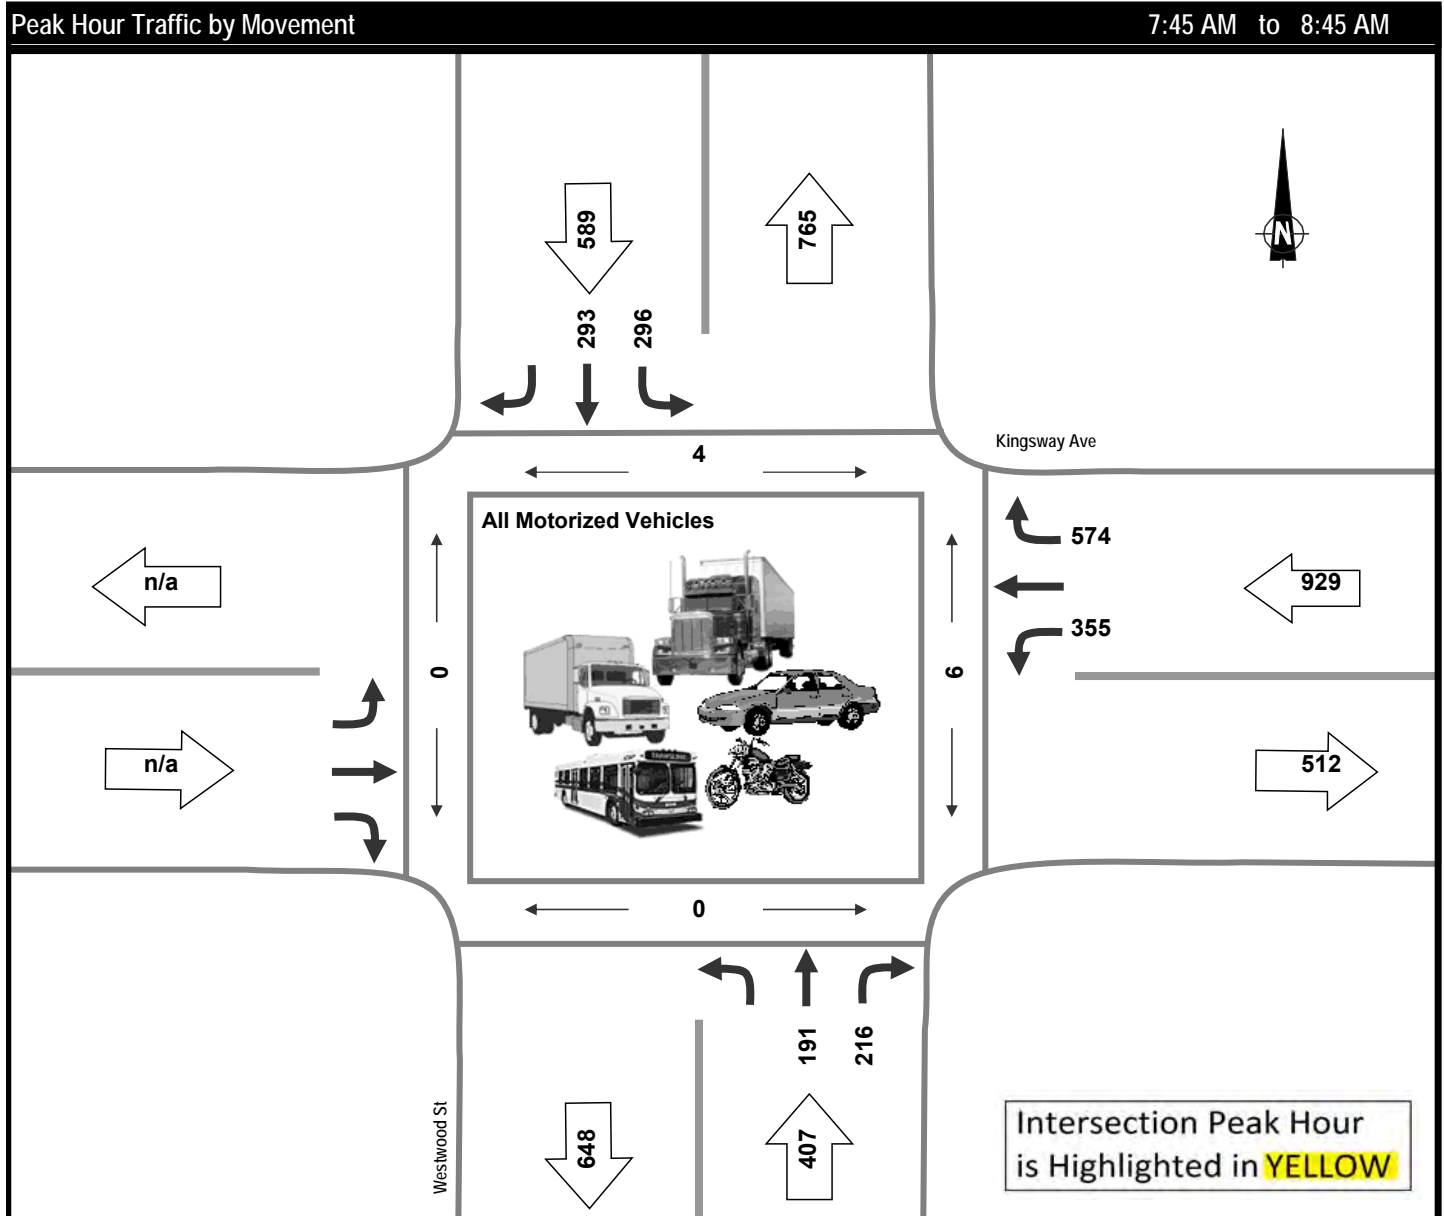 Peak Hour Traffic by Movement 7:45 AM to 8:45 AM
589
765
N
293
296
Kingsway Ave
4
All Motorized Vehicles
574
n/a
929
355
0
6
n/a
512
0
191
216
Westwood St
648
407
Intersection Peak Hour
is Highlighted in YELLOW